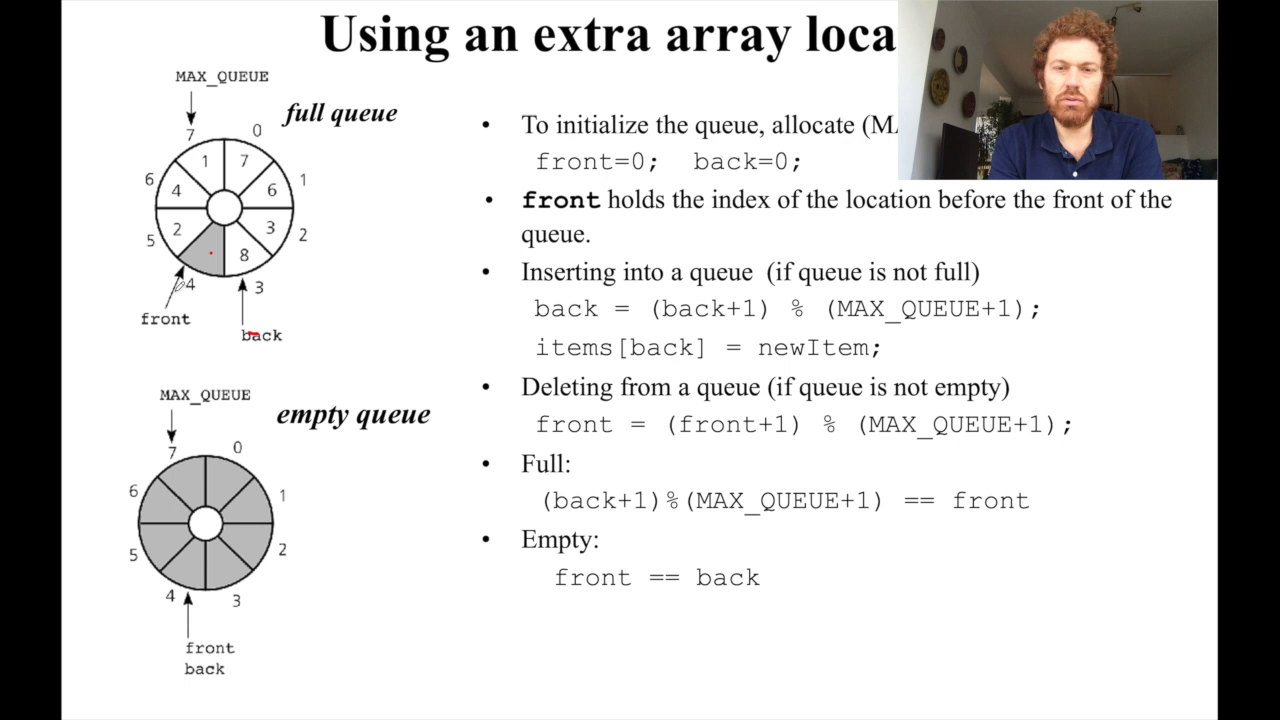 Using an extra array loca
MAX_QUEUE
full queue
7
0
1 7
6 4 6 1
2 3
5 8 2
4 3
front
back
MAX_QUEUE
empty queue
7
0
6
1
5
2
4
3
front
back
• To initialize the queue, allocate (MA
front=0; back=0;
• front holds the index of the location before the front of the
queue.
• Inserting into a queue (if queue is not full)
back = (back+1) % (MAX_QUEUE+1);
items[back] = newItem;
• Deleting from a queue (if queue is not empty)
front = (front+1) % (MAX_QUEUE+1);
• Full:
(back+1)%(MAX_QUEUE+1) == front
• Empty:
front == back